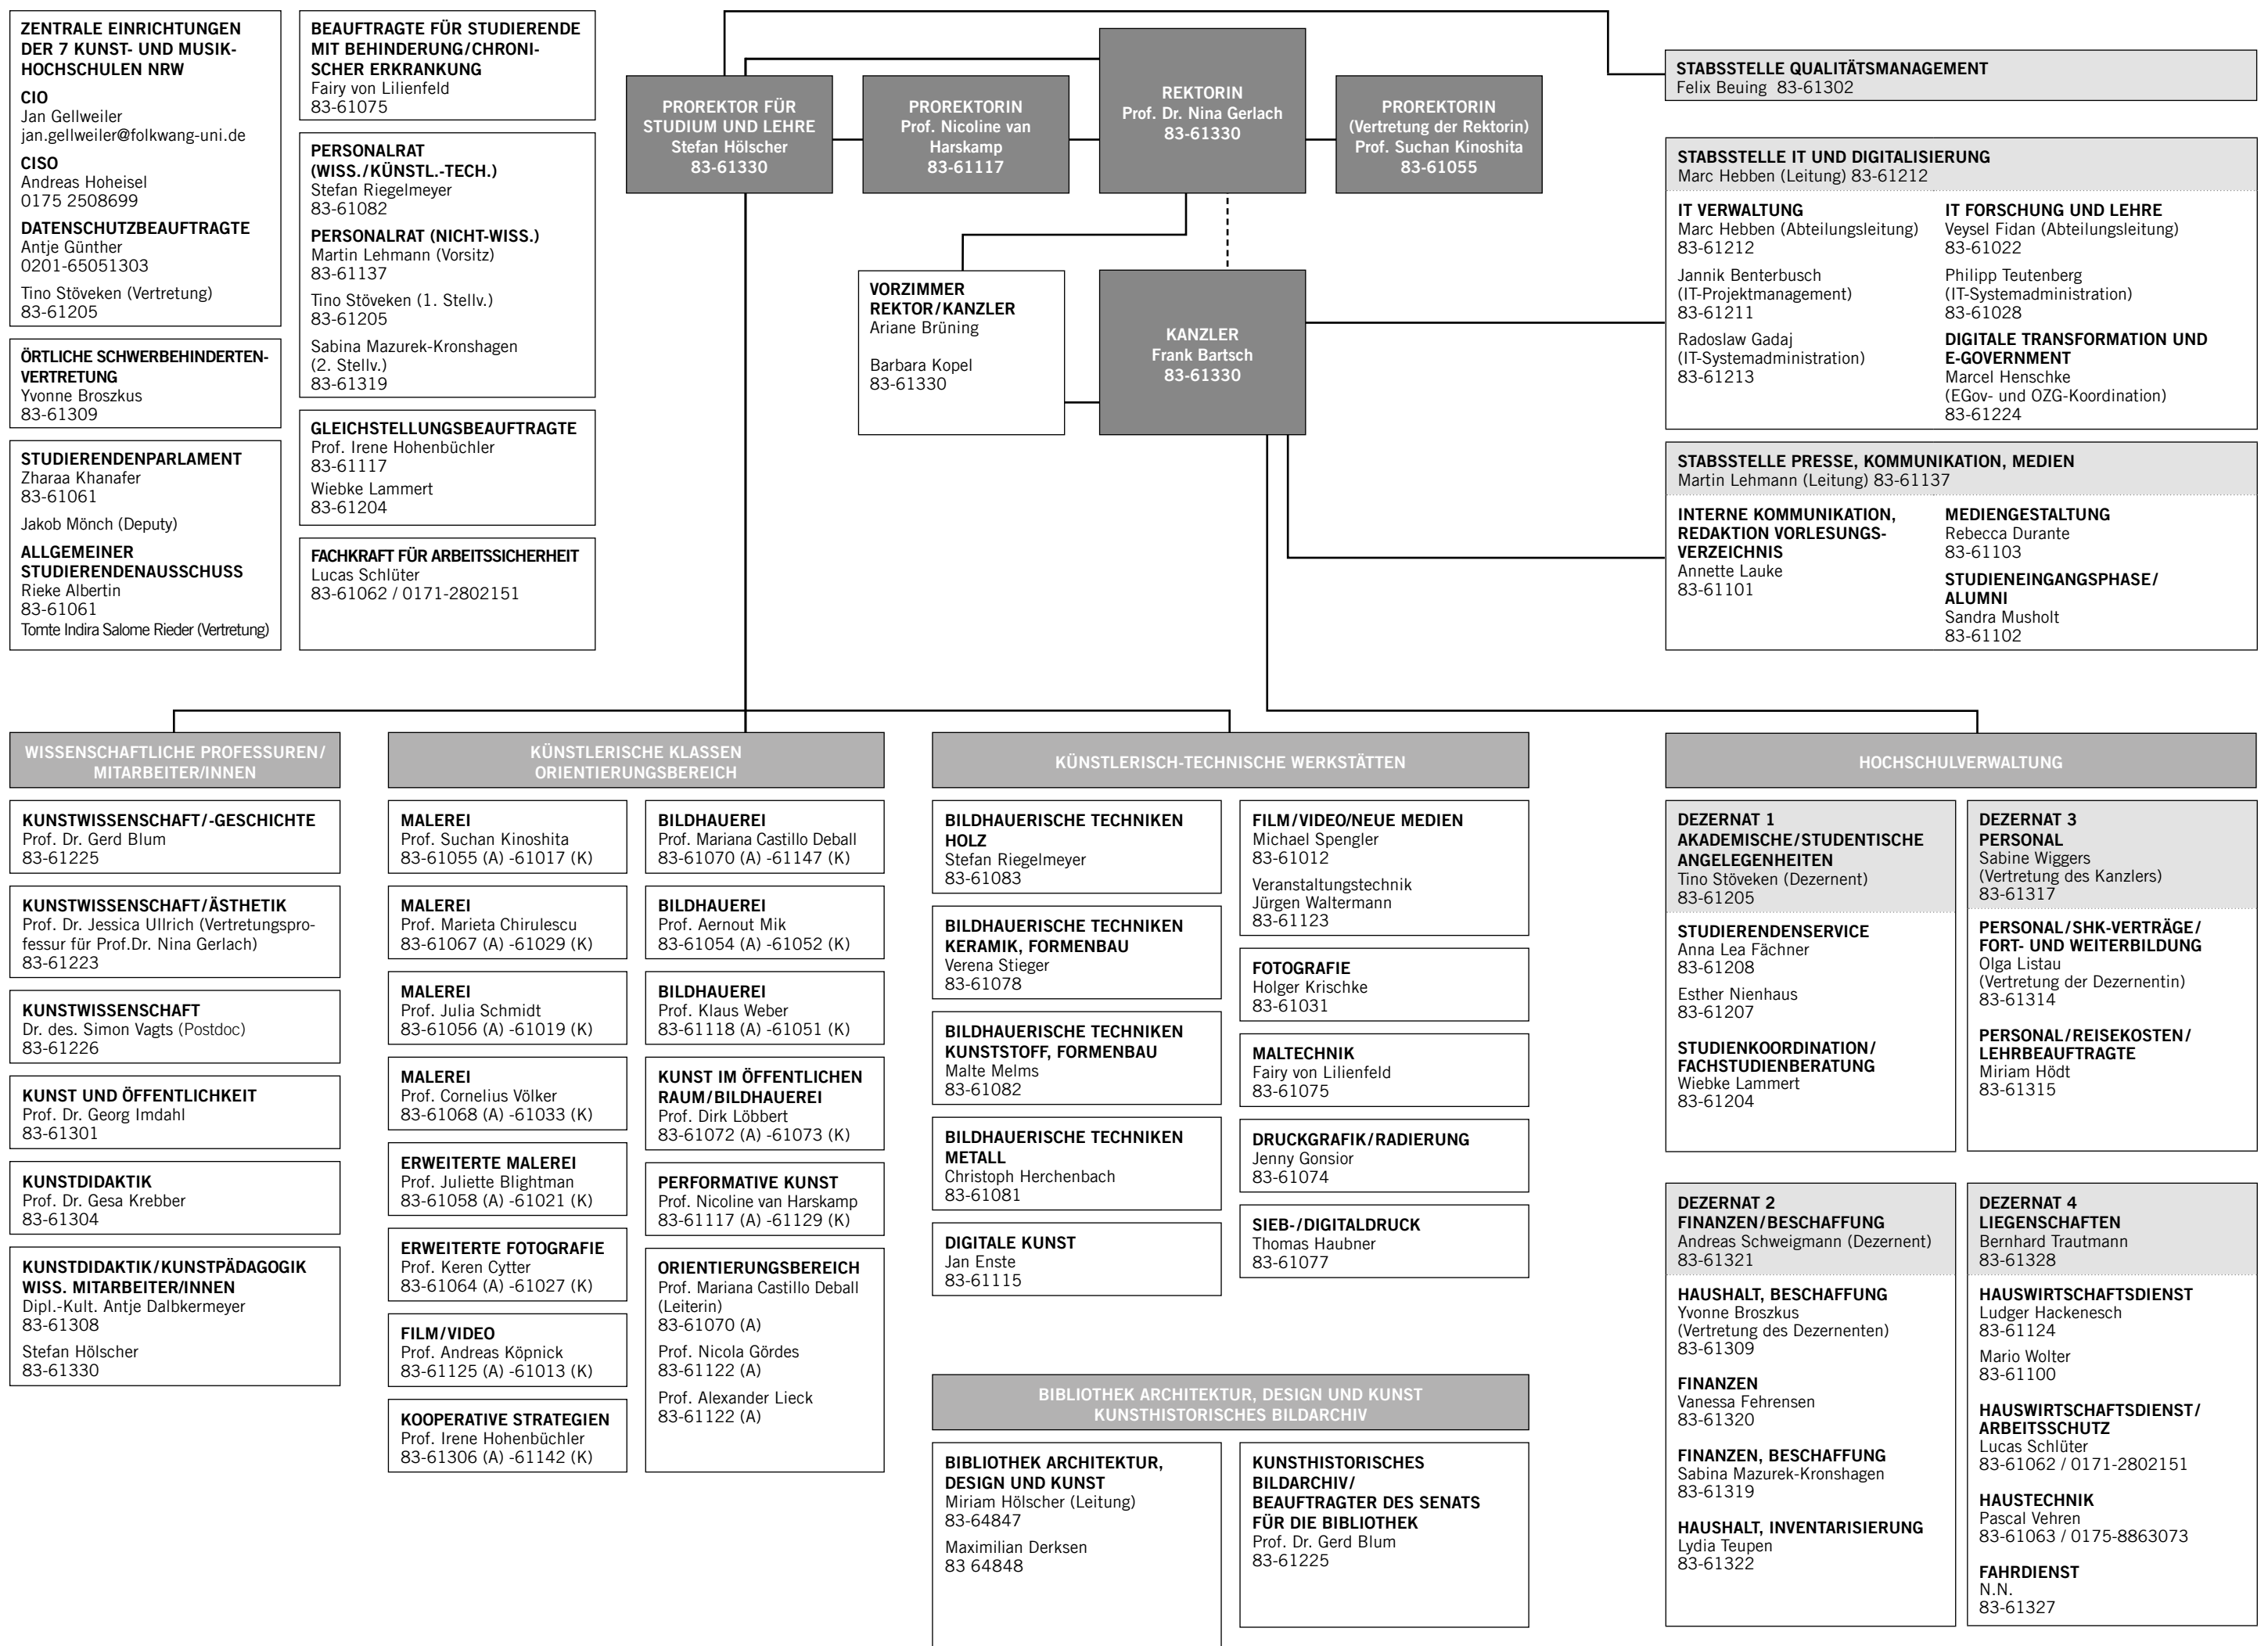 ZENTRALE EINRICHTUNGEN
DER 7 KUNST- UND MUSIK-
HOCHSCHULEN NRW
CIO
Jan Gellweiler
jan.gellweiler@folkwang-uni.de
CISO
Andreas Hoheisel
0175 2508699
DATENSCHUTZBEAUFTRAGTE
Antje Günther
0201-65051303
Tino Stöveken (Vertretung)
83-61205
ÖRTLICHE SCHWERBEHINDERTEN-
VERTRETUNG
Yvonne Broszkus
83-61309
STUDIERENDENPARLAMENT
Zharaa Khanafer
83-61061
Jakob Mönch (Deputy)
ALLGEMEINER
STUDIERENDENAUSSCHUSS
Rieke Albertin
83-61061
Tomte Indira Salome Rieder (Vertretung)
BEAUFTRAGTE FÜR STUDIERENDE
MIT BEHINDERUNG/CHRONI-
SCHER ERKRANKUNG
Fairy von Lilienfeld
83-61075
PERSONALRAT
(WISS./KÜNSTL.-TECH.)
Stefan Riegelmeyer
83-61082
PERSONALRAT (NICHT-WISS.)
Martin Lehmann (Vorsitz)
83-61137
Tino Stöveken (1. Stellv.)
83-61205
Sabina Mazurek-Kronshagen
(2. Stellv.)
83-61319
GLEICHSTELLUNGSBEAUFTRAGTE
Prof. Irene Hohenbüchler
83-61117
Wiebke Lammert
83-61204
FACHKRAFT FÜR ARBEITSSICHERHEIT
Lucas Schlüter
83-61062 / 0171-2802151
PROREKTOR FÜR
STUDIUM UND LEHRE
Stefan Hölscher
83-61330
PROREKTORIN
Prof. Nicoline van
Harskamp
83-61117
REKTORIN
Prof. Dr. Nina Gerlach
83-61330
PROREKTORIN
(Vertretung der Rektorin)
Prof. Suchan Kinoshita
83-61055
VORZIMMER
REKTOR/KANZLER
Ariane Brüning
Barbara Kopel
83-61330
KANZLER
Frank Bartsch
83-61330
STABSSTELLE QUALITÄTSMANAGEMENT
Felix Beuing 83-61302
STABSSTELLE IT UND DIGITALISIERUNG
Marc Hebben (Leitung) 83-61212
IT VERWALTUNG
Marc Hebben (Abteilungsleitung)
83-61212
Jannik Benterbusch
(IT-Projektmanagement)
83-61211
Radoslaw Gadaj
(IT-Systemadministration)
83-61213
IT FORSCHUNG UND LEHRE
Veysel Fidan (Abteilungsleitung)
83-61022
Philipp Teutenberg
(IT-Systemadministration)
83-61028
DIGITALE TRANSFORMATION UND
E-GOVERNMENT
Marcel Henschke
(EGov- und OZG-Koordination)
83-61224
STABSSTELLE PRESSE, KOMMUNIKATION, MEDIEN
Martin Lehmann (Leitung) 83-61137
INTERNE KOMMUNIKATION,
REDAKTION VORLESUNGS-
VERZEICHNIS
Annette Lauke
83-61101
MEDIENGESTALTUNG
Rebecca Durante
83-61103
STUDIENEINGANGSPHASE/
ALUMNI
Sandra Musholt
83-61102
WISSENSCHAFTLICHE PROFESSUREN/
MITARBEITER/INNEN
KUNSTWISSENSCHAFT/-GESCHICHTE
Prof. Dr. Gerd Blum
83-61225
KUNSTWISSENSCHAFT/ÄSTHETIK
Prof. Dr. Jessica Ullrich (Vertretungspro-
fessur für Prof.Dr. Nina Gerlach)
83-61223
KUNSTWISSENSCHAFT
Dr. des. Simon Vagts (Postdoc)
83-61226
KUNST UND ÖFFENTLICHKEIT
Prof. Dr. Georg Imdahl
83-61301
KUNSTDIDAKTIK
Prof. Dr. Gesa Krebber
83-61304
KUNSTDIDAKTIK/KUNSTPÄDAGOGIK
WISS. MITARBEITER/INNEN
Dipl.-Kult. Antje Dalbkermeyer
83-61308
Stefan Hölscher
83-61330
KÜNSTLERISCHE KLASSEN
ORIENTIERUNGSBEREICH
MALEREI
Prof. Suchan Kinoshita
83-61055 (A) -61017 (K)
MALEREI
Prof. Marieta Chirulescu
83-61067 (A) -61029 (K)
MALEREI
Prof. Julia Schmidt
83-61056 (A) -61019 (K)
MALEREI
Prof. Cornelius Völker
83-61068 (A) -61033 (K)
ERWEITERTE MALEREI
Prof. Juliette Blightman
83-61058 (A) -61021 (K)
ERWEITERTE FOTOGRAFIE
Prof. Keren Cytter
83-61064 (A) -61027 (K)
FILM/VIDEO
Prof. Andreas Köpnick
83-61125 (A) -61013 (K)
KOOPERATIVE STRATEGIEN
Prof. Irene Hohenbüchler
83-61306 (A) -61142 (K)
BILDHAUEREI
Prof. Mariana Castillo Deball
83-61070 (A) -61147 (K)
BILDHAUEREI
Prof. Aernout Mik
83-61054 (A) -61052 (K)
BILDHAUEREI
Prof. Klaus Weber
83-61118 (A) -61051 (K)
KUNST IM ÖFFENTLICHEN
RAUM/BILDHAUEREI
Prof. Dirk Löbbert
83-61072 (A) -61073 (K)
PERFORMATIVE KUNST
Prof. Nicoline van Harskamp
83-61117 (A) -61129 (K)
ORIENTIERUNGSBEREICH
Prof. Mariana Castillo Deball
(Leiterin)
83-61070 (A)
Prof. Nicola Gördes
83-61122 (A)
Prof. Alexander Lieck
83-61122 (A)
KÜNSTLERISCH-TECHNISCHE WERKSTÄTTEN
BILDHAUERISCHE TECHNIKEN
HOLZ
Stefan Riegelmeyer
83-61083
BILDHAUERISCHE TECHNIKEN
KERAMIK, FORMENBAU
Verena Stieger
83-61078
BILDHAUERISCHE TECHNIKEN
KUNSTSTOFF, FORMENBAU
Malte Melms
83-61082
BILDHAUERISCHE TECHNIKEN
METALL
Christoph Herchenbach
83-61081
DIGITALE KUNST
Jan Enste
83-61115
FILM/VIDEO/NEUE MEDIEN
Michael Spengler
83-61012
Veranstaltungstechnik
Jürgen Waltermann
83-61123
FOTOGRAFIE
Holger Krischke
83-61031
MALTECHNIK
Fairy von Lilienfeld
83-61075
DRUCKGRAFIK/RADIERUNG
Jenny Gonsior
83-61074
SIEB-/DIGITALDRUCK
Thomas Haubner
83-61077
BIBLIOTHEK ARCHITEKTUR, DESIGN UND KUNST
KUNSTHISTORISCHES BILDARCHIV
BIBLIOTHEK ARCHITEKTUR,
DESIGN UND KUNST
Miriam Hölscher (Leitung)
83-64847
Maximilian Derksen
83 64848
KUNSTHISTORISCHES
BILDARCHIV/
BEAUFTRAGTER DES SENATS
FÜR DIE BIBLIOTHEK
Prof. Dr. Gerd Blum
83-61225
HOCHSCHULVERWALTUNG
DEZERNAT 1
AKADEMISCHE/STUDENTISCHE
ANGELEGENHEITEN
Tino Stöveken (Dezernent)
83-61205
STUDIERENDENSERVICE
Anna Lea Fächner
83-61208
Esther Nienhaus
83-61207
STUDIENKOORDINATION/
FACHSTUDIENBERATUNG
Wiebke Lammert
83-61204
DEZERNAT 3
PERSONAL
Sabine Wiggers
(Vertretung des Kanzlers)
83-61317
PERSONAL/SHK-VERTRÄGE/
FORT- UND WEITERBILDUNG
Olga Listau
(Vertretung der Dezernentin)
83-61314
PERSONAL/REISEKOSTEN/
LEHRBEAUFTRAGTE
Miriam Hödt
83-61315
DEZERNAT 2
FINANZEN/BESCHAFFUNG
Andreas Schweigmann (Dezernent)
83-61321
HAUSHALT, BESCHAFFUNG
Yvonne Broszkus
(Vertretung des Dezernenten)
83-61309
FINANZEN
Vanessa Fehrensen
83-61320
FINANZEN, BESCHAFFUNG
Sabina Mazurek-Kronshagen
83-61319
HAUSHALT, INVENTARISIERUNG
Lydia Teupen
83-61322
DEZERNAT 4
LIEGENSCHAFTEN
Bernhard Trautmann
83-61328
HAUSWIRTSCHAFTSDIENST
Ludger Hackenesch
83-61124
Mario Wolter
83-61100
HAUSWIRTSCHAFTSDIENST/
ARBEITSSCHUTZ
Lucas Schlüter
83-61062 / 0171-2802151
HAUSTECHNIK
Pascal Vehren
83-61063 / 0175-8863073
FAHRDIENST
N.N.
83-61327